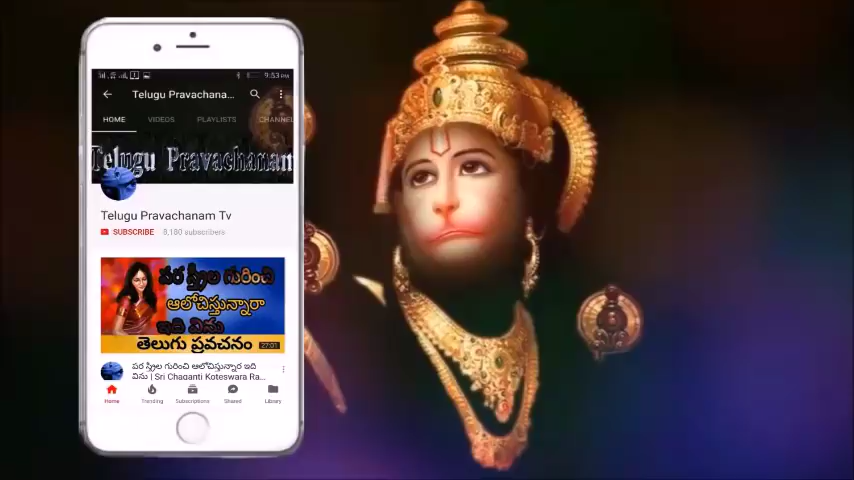 9:53 PM
Telugu Pravachana...
HOME VIDEOS PLAYLISTS CHANNEL
Telugu Pravachanam
Telugu Pravachanam Tv
SUBSCRIBE 8,180 subscribers
పర స్త్రీల గురించి
ఆలోచిస్తున్నారా
ఇది విను
తెలుగు ప్రవచనం 27:01
పర స్త్రీల గురించి ఆలోచిస్తున్నార ఇది
విను | Sri Chaganti Koteswara Ra...
Home Trending Subscriptions Shared Library